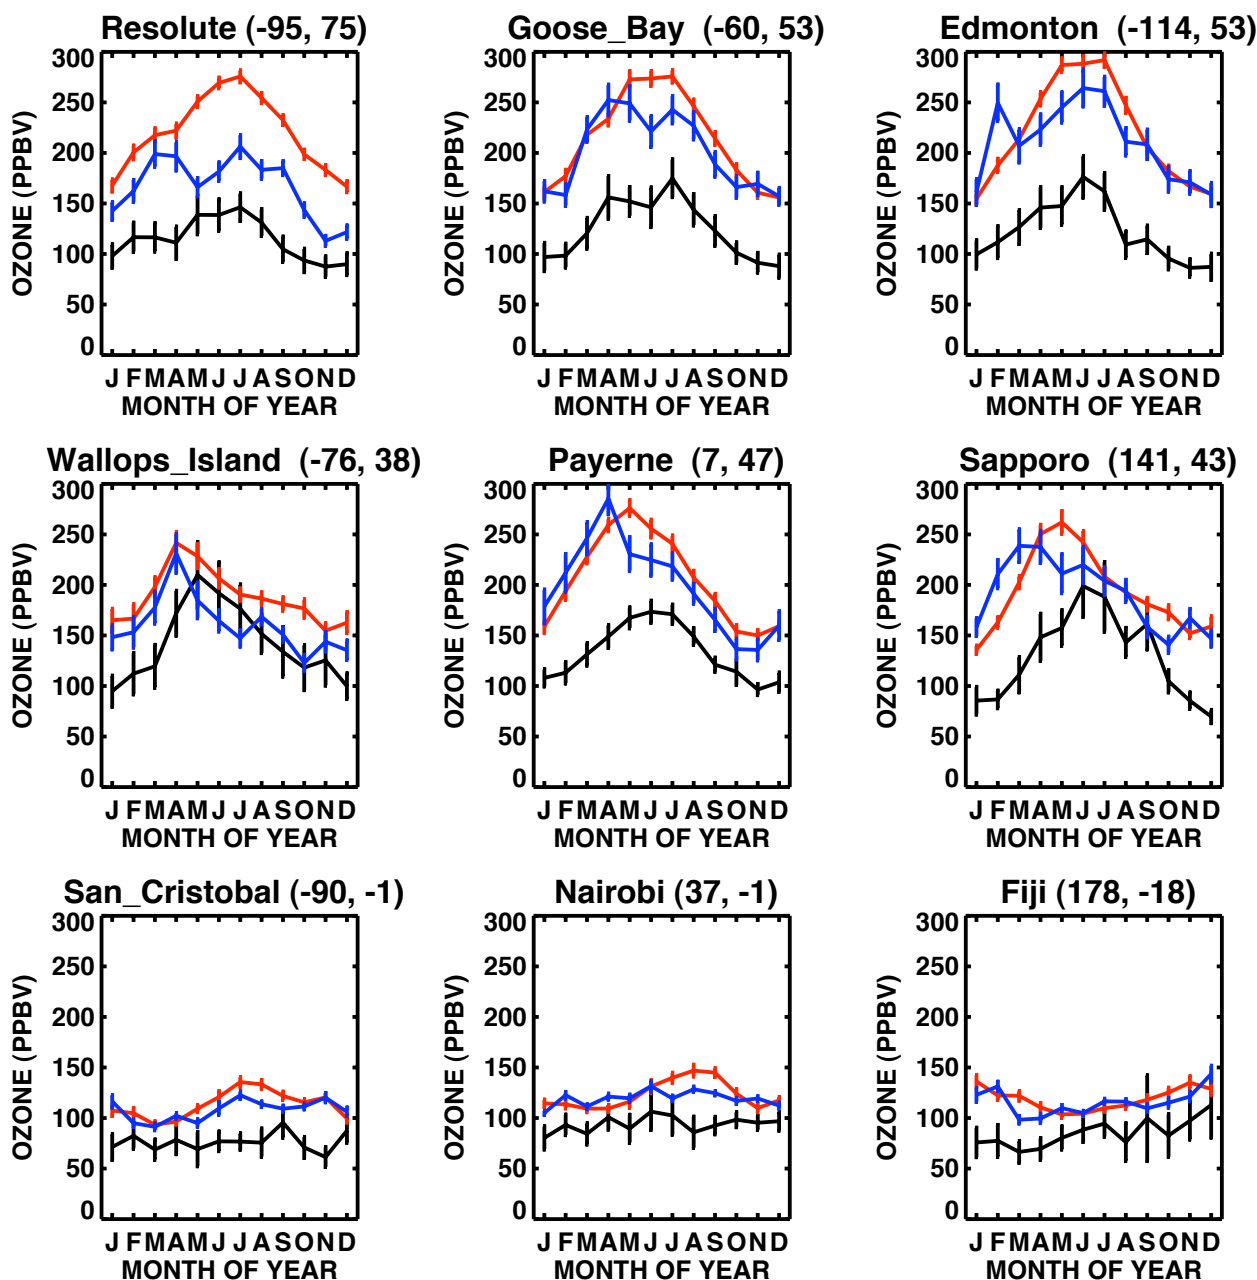 Resolute (-95, 75)
300
250
200
150
100
50
0
OZONE (PPBV)
J F M A M J J A S O N D
MONTH OF YEAR
Goose_Bay (-60, 53)
300
250
200
150
100
50
0
OZONE (PPBV)
J F M A M J J A S O N D
MONTH OF YEAR
Edmonton (-114, 53)
300
250
200
150
100
50
0
OZONE (PPBV)
J F M A M J J A S O N D
MONTH OF YEAR
Wallops_Island (-76, 38)
300
250
200
150
100
50
0
OZONE (PPBV)
J F M A M J J A S O N D
MONTH OF YEAR
Payerne (7, 47)
300
250
200
150
100
50
0
OZONE (PPBV)
J F M A M J J A S O N D
MONTH OF YEAR
Sapporo (141, 43)
300
250
200
150
100
50
0
OZONE (PPBV)
J F M A M J J A S O N D
MONTH OF YEAR
San_Cristobal (-90, -1)
300
250
200
150
100
50
0
OZONE (PPBV)
J F M A M J J A S O N D
MONTH OF YEAR
Nairobi (37, -1)
300
250
200
150
100
50
0
OZONE (PPBV)
J F M A M J J A S O N D
MONTH OF YEAR
Fiji (178, -18)
300
250
200
150
100
50
0
OZONE (PPBV)
J F M A M J J A S O N D
MONTH OF YEAR